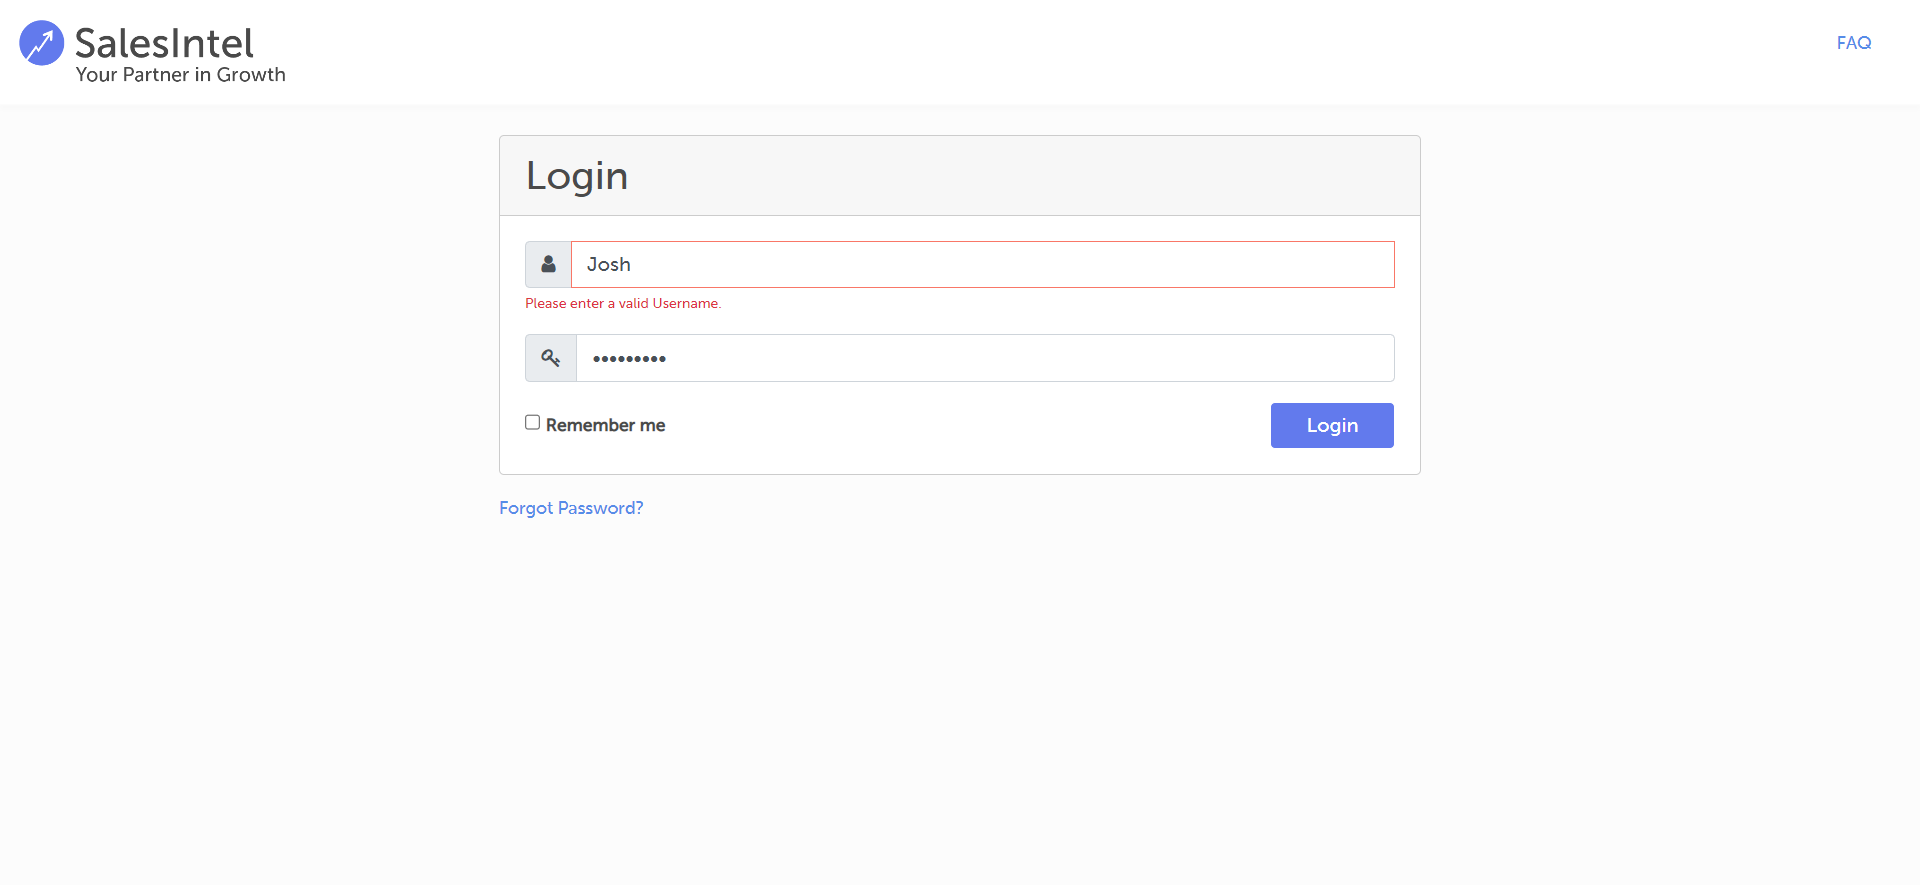 SalesIntel
Your Partner in Growth
FAQ
Login
Josh
Please enter a valid Username.
•••••••••
Remember me
Login
Forgot Password?